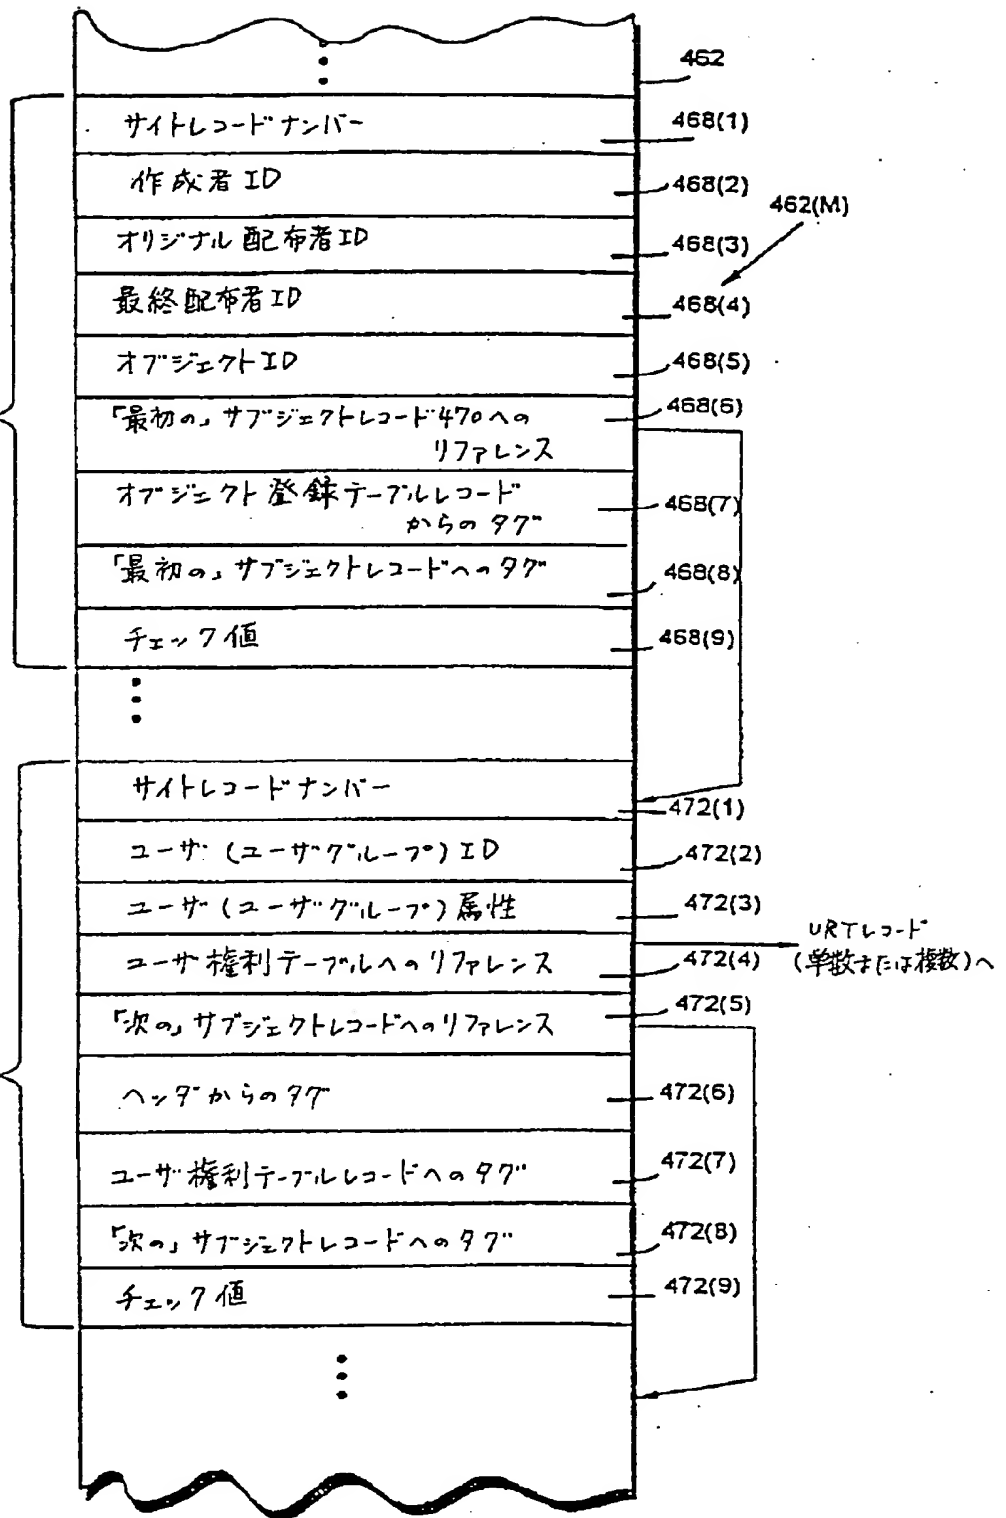 462
サイトレコードナンバー
468(1)
作成者ID
468(2)
462(M)
オリジナル配布者ID
468(3)
最終配布者ID
468(4)
オブジェクトID
468(5)
「最初の」サブジェクトレコード470への
リファレンス
468(6)
オブジェクト登録テーブルレコード
からのタグ
468(7)
「最初の」サブジェクトレコードへのタグ
468(8)
チェック値
468(9)
サイトレコードナンバー
472(1)
ユーザ(ユーザグループ)ID
472(2)
ユーザ(ユーザグループ)属性
472(3)
ユーザ権利テーブルへのリファレンス
472(4)
URTレコード
(単数または複数)へ
「次の」サブジェクトレコードへのリファレンス
472(5)
ヘッダからのタグ
472(6)
ユーザ権利テーブルレコードへのタグ
472(7)
「次の」サブジェクトレコードへのタグ
472(8)
チェック値
472(9)